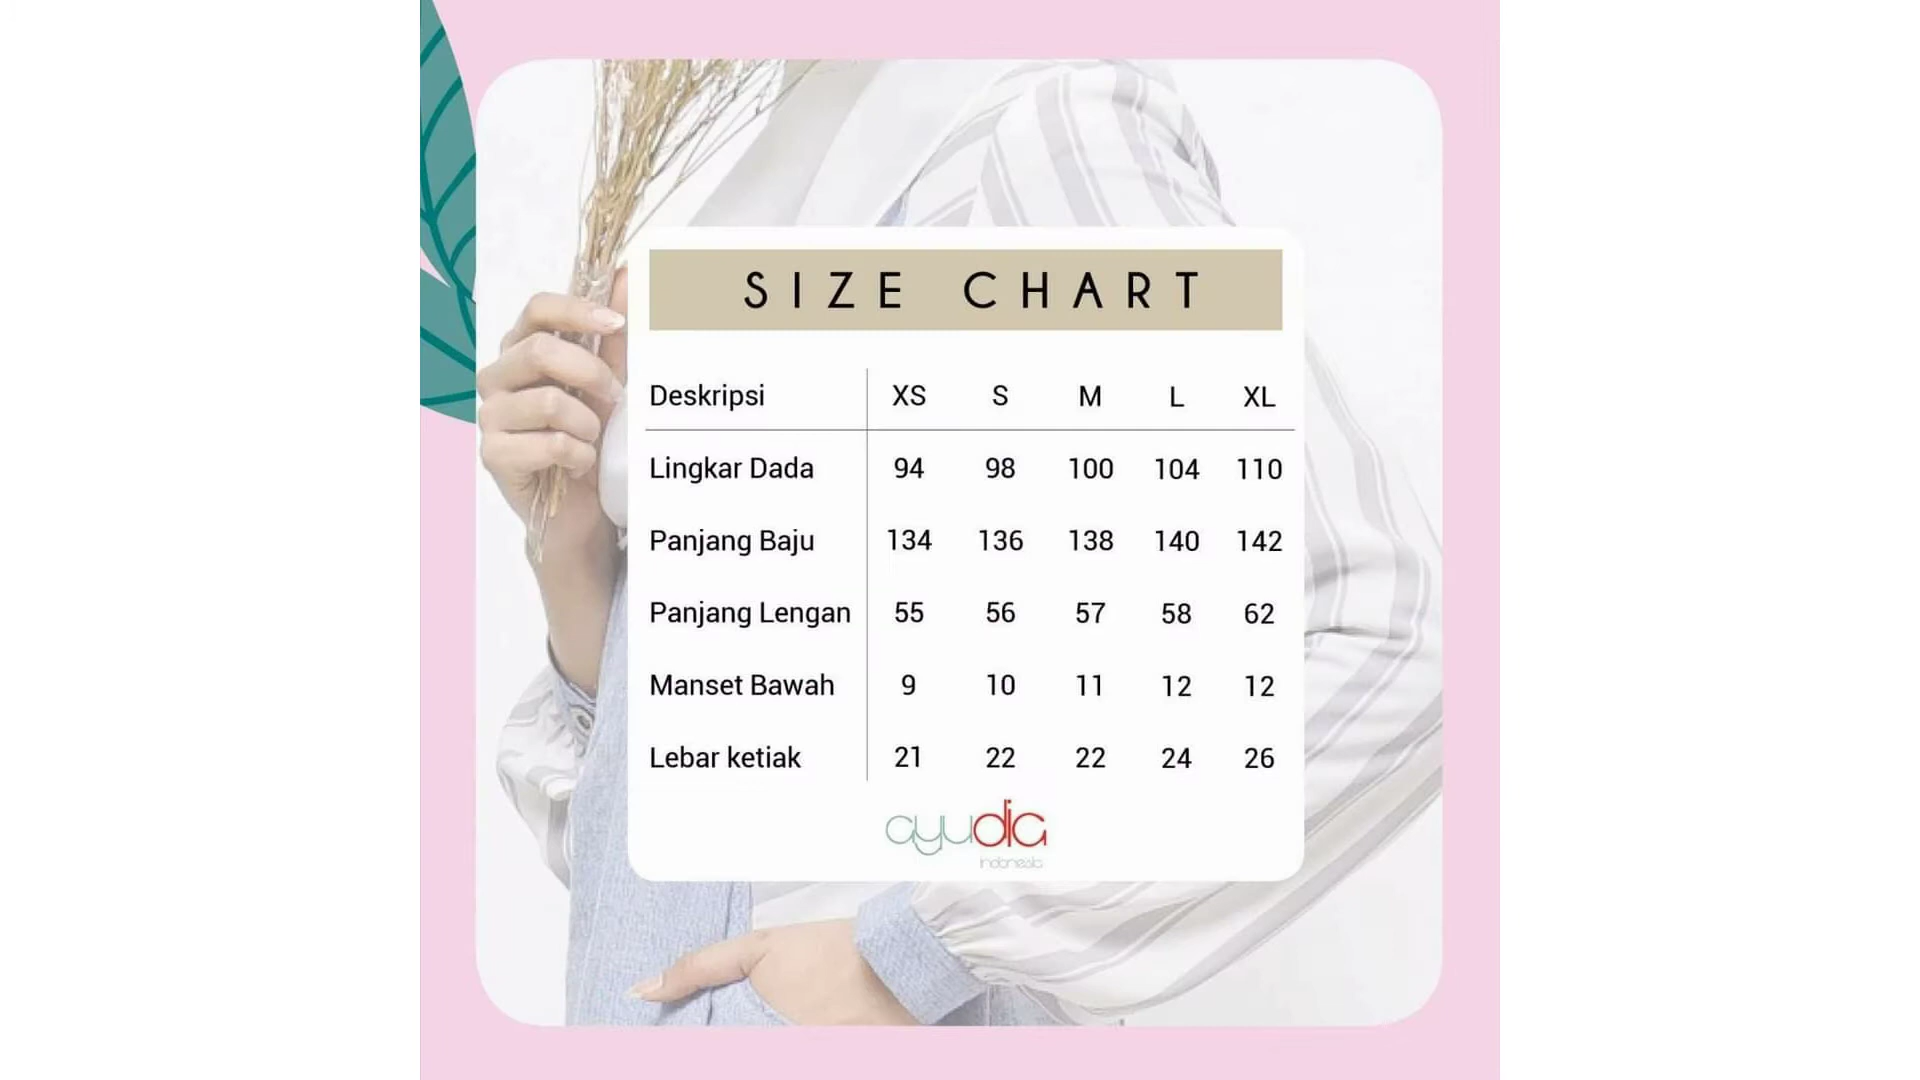 SIZE CHART
Deskripsi XS S M L XL
Lingkar Dada 94 98 100 104 110
Panjang Baju 134 136 138 140 142
Panjang Lengan 55 56 57 58 62
Manset Bawah 9 10 11 12 12
Lebar ketiak 21 22 22 24 26
ayudia
indonesia